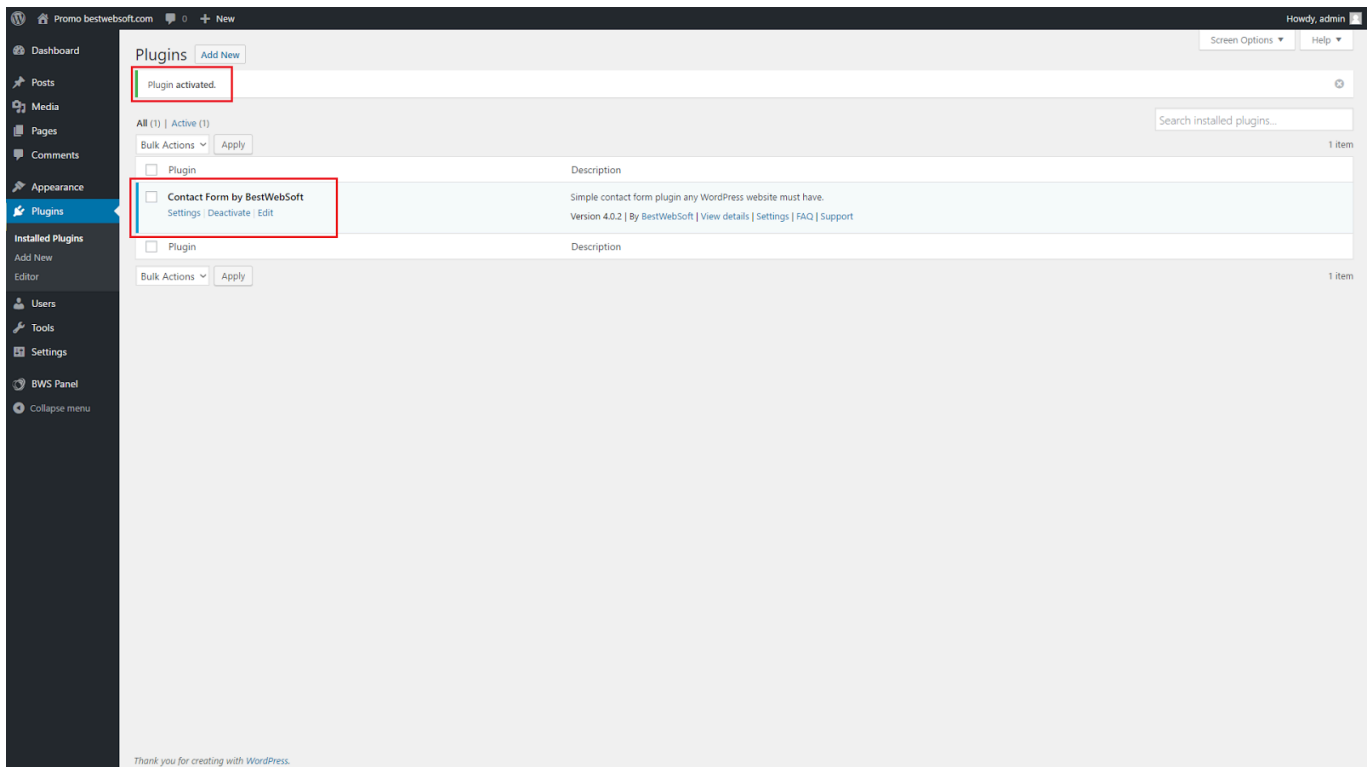 Promo bestwebsoft.com 0 + New Howdy, admin
Screen Options ▼ Help ▼
Dashboard
Posts
Media
Pages
Comments
Appearance
Plugins
Installed Plugins
Add New
Editor
Users
Tools
Settings
BWS Panel
Collapse menu
Plugins Add New
Plugin activated.
All (1) | Active (1)
Search installed plugins...
Bulk Actions Apply 1 item
Plugin Description
Contact Form by BestWebSoft Simple contact form plugin any WordPress website must have.
Settings | Deactivate | Edit Version 4.0.2 | By BestWebSoft | View details | Settings | FAQ | Support
Plugin Description
Bulk Actions Apply 1 item
Thank you for creating with WordPress.